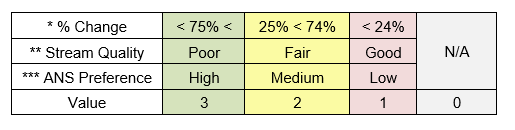 * % Change < 75% < 25% < 74% < 24% N/A
** Stream Quality Poor Fair Good
*** ANS Preference High Medium Low
Value 3 2 1 0